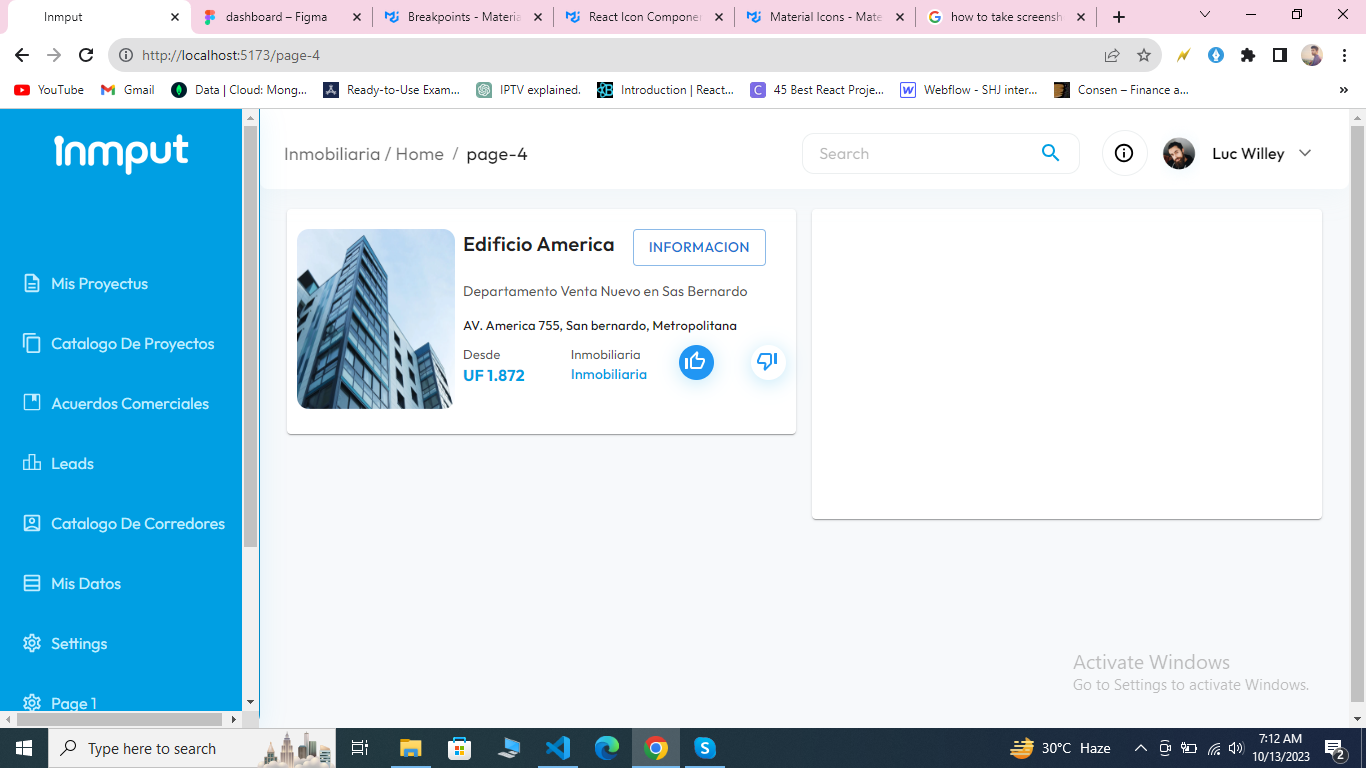 Inmput
dashboard – Figma
Breakpoints - Materia
React Icon Componen
Material Icons - Mate
how to take screensh
http://localhost:5173/page-4
YouTube
Gmail
Data | Cloud: Mong...
Ready-to-Use Exam...
IPTV explained.
Introduction | React...
45 Best React Proje...
Webflow - SHJ inter...
Consen – Finance a...
»
inmput
Inmobiliaria / Home / page-4
Search
Luc Willey
Mis Proyectus
Catalogo De Proyectos
Acuerdos Comerciales
Leads
Catalogo De Corredores
Mis Datos
Settings
Page 1
Edificio America
INFORMACION
Departamento Venta Nuevo en Sas Bernardo
AV. America 755, San bernardo, Metropolitana
Desde
Inmobiliaria
UF 1.872
Inmobiliaria
Activate Windows
Go to Settings to activate Windows.
Type here to search
30°C Haze
7:12 AM
10/13/2023
2